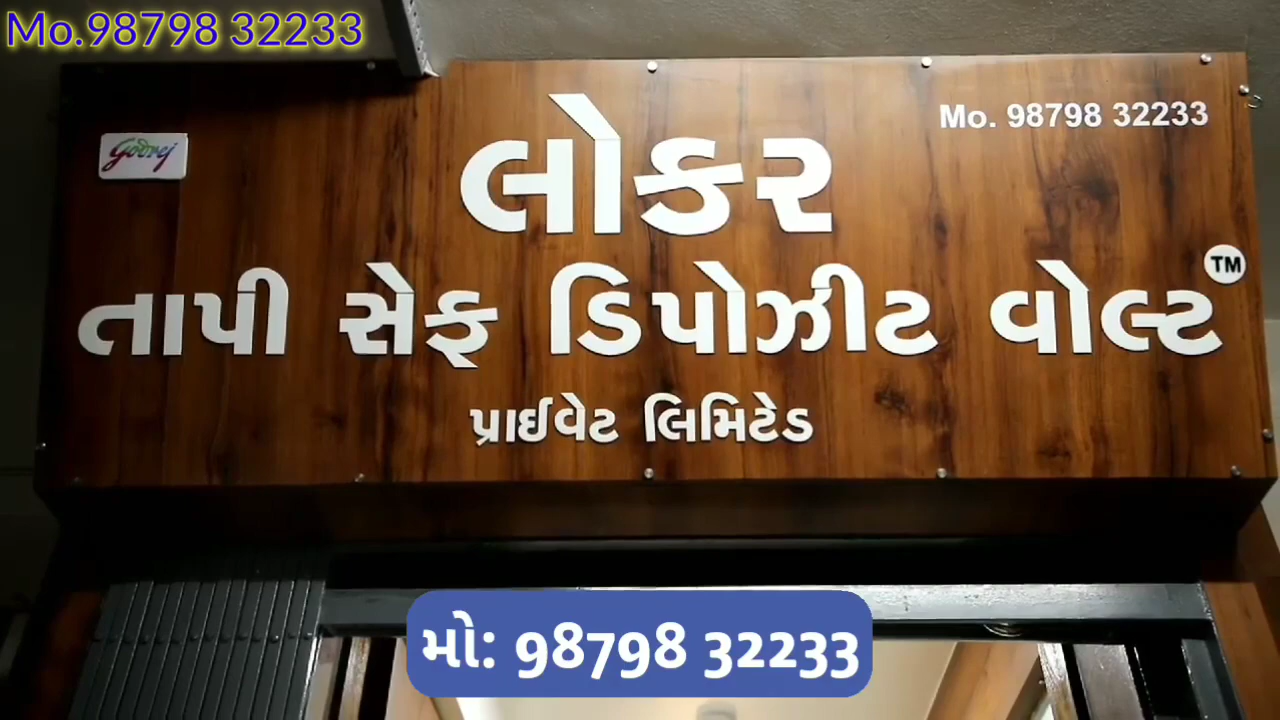 Mo.98798 32233
Mo. 98798 32233
Godrej
લોકર
TM
તાપી સેફ ડિપોઝીટ વોલ્ટ
પ્રાઈવેટ લિમિટેડ
મો: 98798 32233